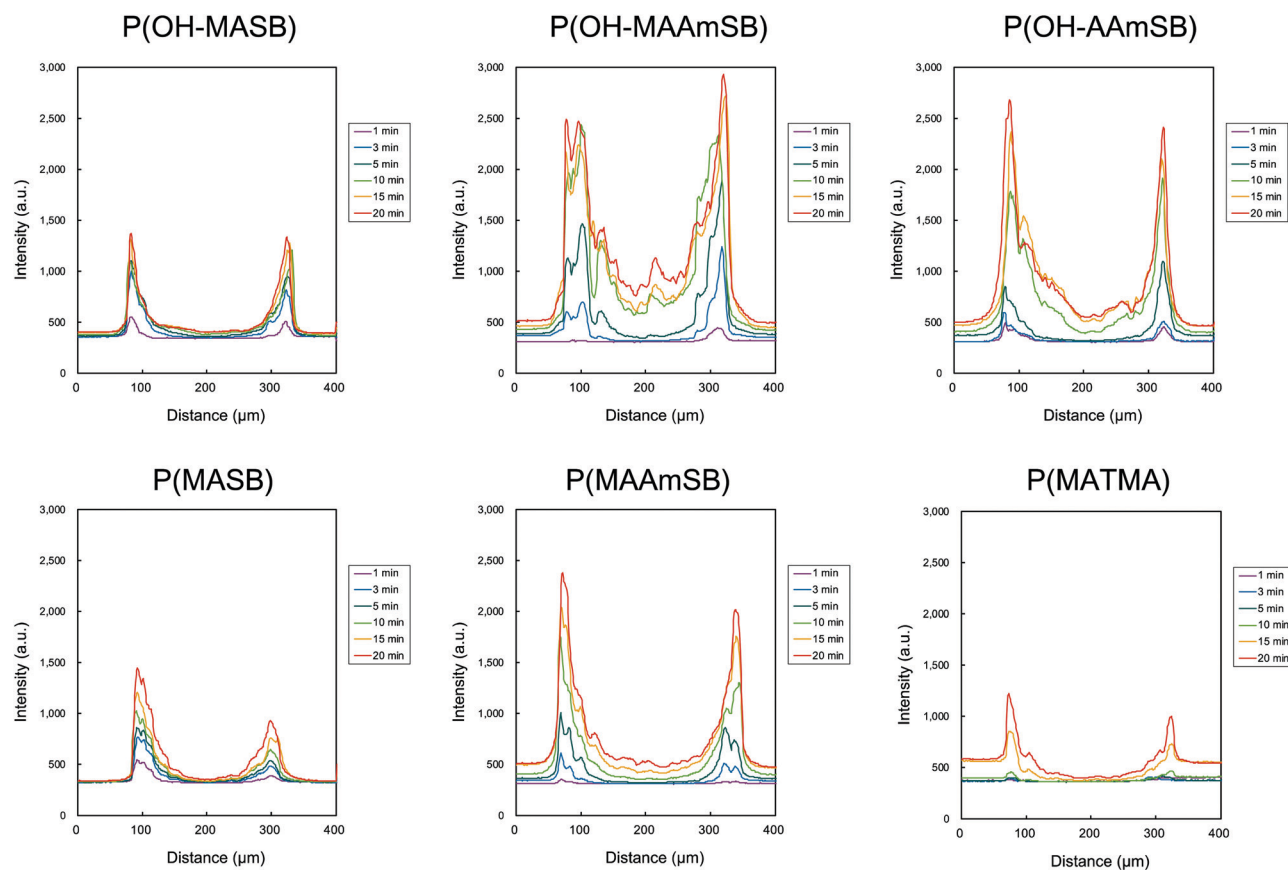 P(OH-MASB)
3,000
2,500
2,000
1,500
1,000
500
0
Intensity (a.u.)
0 100 200 300 400
Distance (µm)
1 min
3 min
5 min
10 min
15 min
20 min
P(OH-MAAmSB)
3,000
2,500
2,000
1,500
1,000
500
0
Intensity (a.u.)
0 100 200 300 400
Distance (µm)
1 min
3 min
5 min
10 min
15 min
20 min
P(OH-AAmSB)
3,000
2,500
2,000
1,500
1,000
500
0
Intensity (a.u.)
0 100 200 300 400
Distance (µm)
1 min
3 min
5 min
10 min
15 min
20 min
P(MASB)
3,000
2,500
2,000
1,500
1,000
500
0
Intensity (a.u.)
0 100 200 300 400
Distance (µm)
1 min
3 min
5 min
10 min
15 min
20 min
P(MAAmSB)
3,000
2,500
2,000
1,500
1,000
500
0
Intensity (a.u.)
0 100 200 300 400
Distance (µm)
1 min
3 min
5 min
10 min
15 min
20 min
P(MATMA)
3,000
2,500
2,000
1,500
1,000
500
0
Intensity (a.u.)
0 100 200 300 400
Distance (µm)
1 min
3 min
5 min
10 min
15 min
20 min